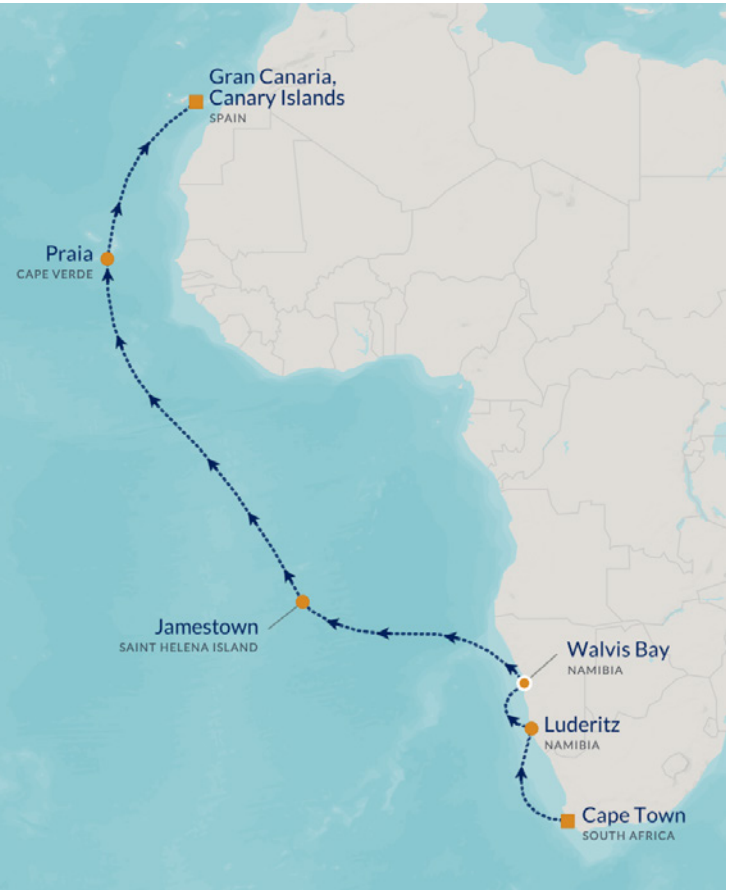 Gran Canaria,
Canary Islands
SPAIN
Praia
CAPE VERDE
Jamestown
SAINT HELENA ISLAND
Walvis Bay
NAMIBIA
Luderitz
NAMIBIA
Cape Town
SOUTH AFRICA